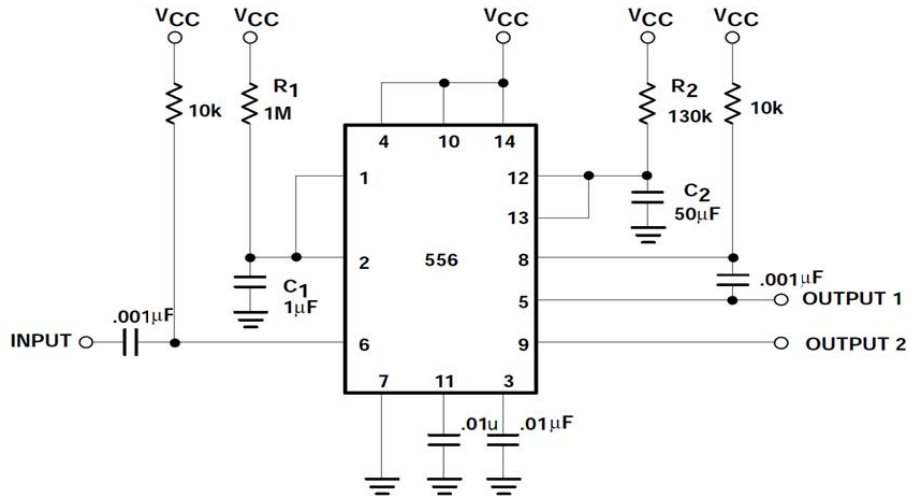 VCC VCC VCC VCC VCC
10k
R1
1M
R2
130k
10k
4 10 14
1
12
C2
50μF
13
2
556
8
C1
1μF
.001μF
5
OUTPUT 1
.001μF
INPUT
6
9
OUTPUT 2
7 11 3
.01u
.01μF